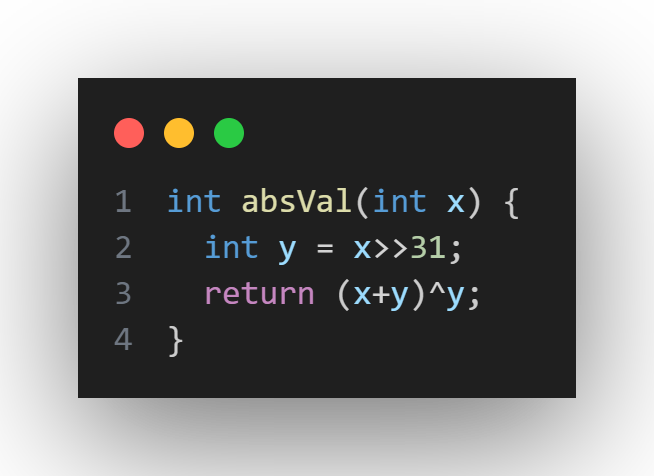 1 int absVal(int x) {
2   int y = x>>31;
3   return (x+y)^y;
4 }